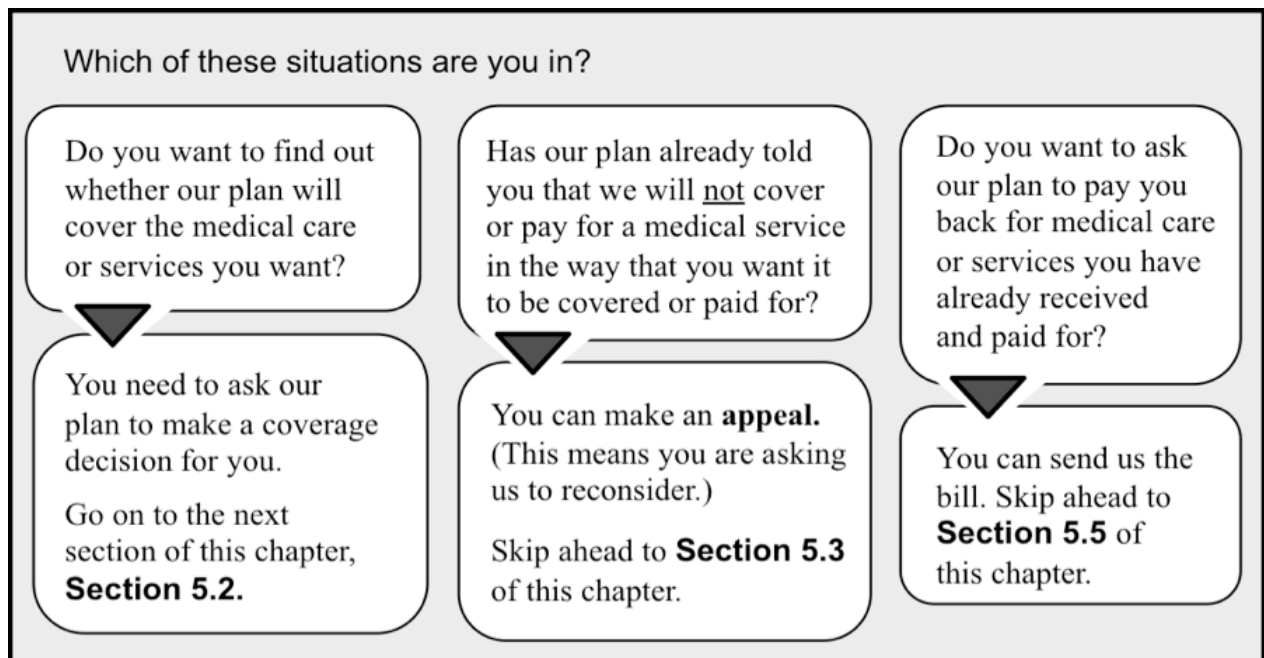 Which of these situations are you in?
Do you want to find out
whether our plan will
cover the medical care
or services you want?
You need to ask our
plan to make a coverage
decision for you.
Go on to the next
section of this chapter,
Section 5.2.
Has our plan already told
you that we will not cover
or pay for a medical service
in the way that you want it
to be covered or paid for?
You can make an appeal.
(This means you are asking
us to reconsider.)
Skip ahead to Section 5.3
of this chapter.
Do you want to ask
our plan to pay you
back for medical care
or services you have
already received
and paid for?
You can send us the
bill. Skip ahead to
Section 5.5 of
this chapter.